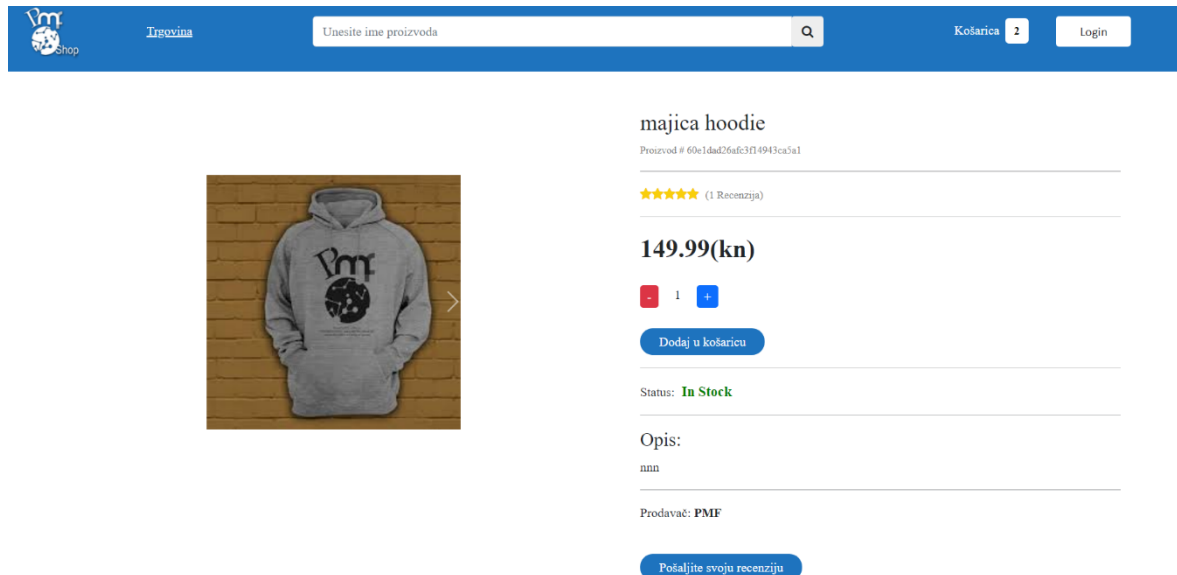 Pmf
Shop
Trgovina
Unesite ime proizvoda
Košarica 2
Login
majica hoodie
Proizvod # 60e1dad26afc3f14943ca5a1
(1 Recenzija)
149.99(kn)
- 1 +
Dodaj u košaricu
Pmf
Status: In Stock
Opis:
nnn
Prodavač: PMF
Pošaljite svoju recenziju